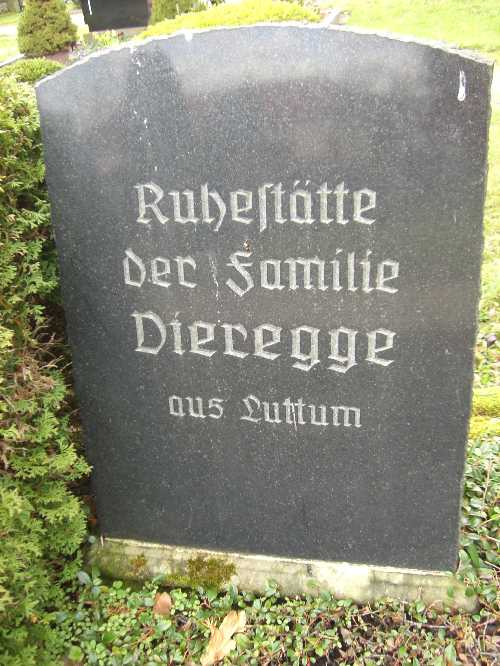 Ruheſtätte
der Familie
Dieregge
aus Luttum